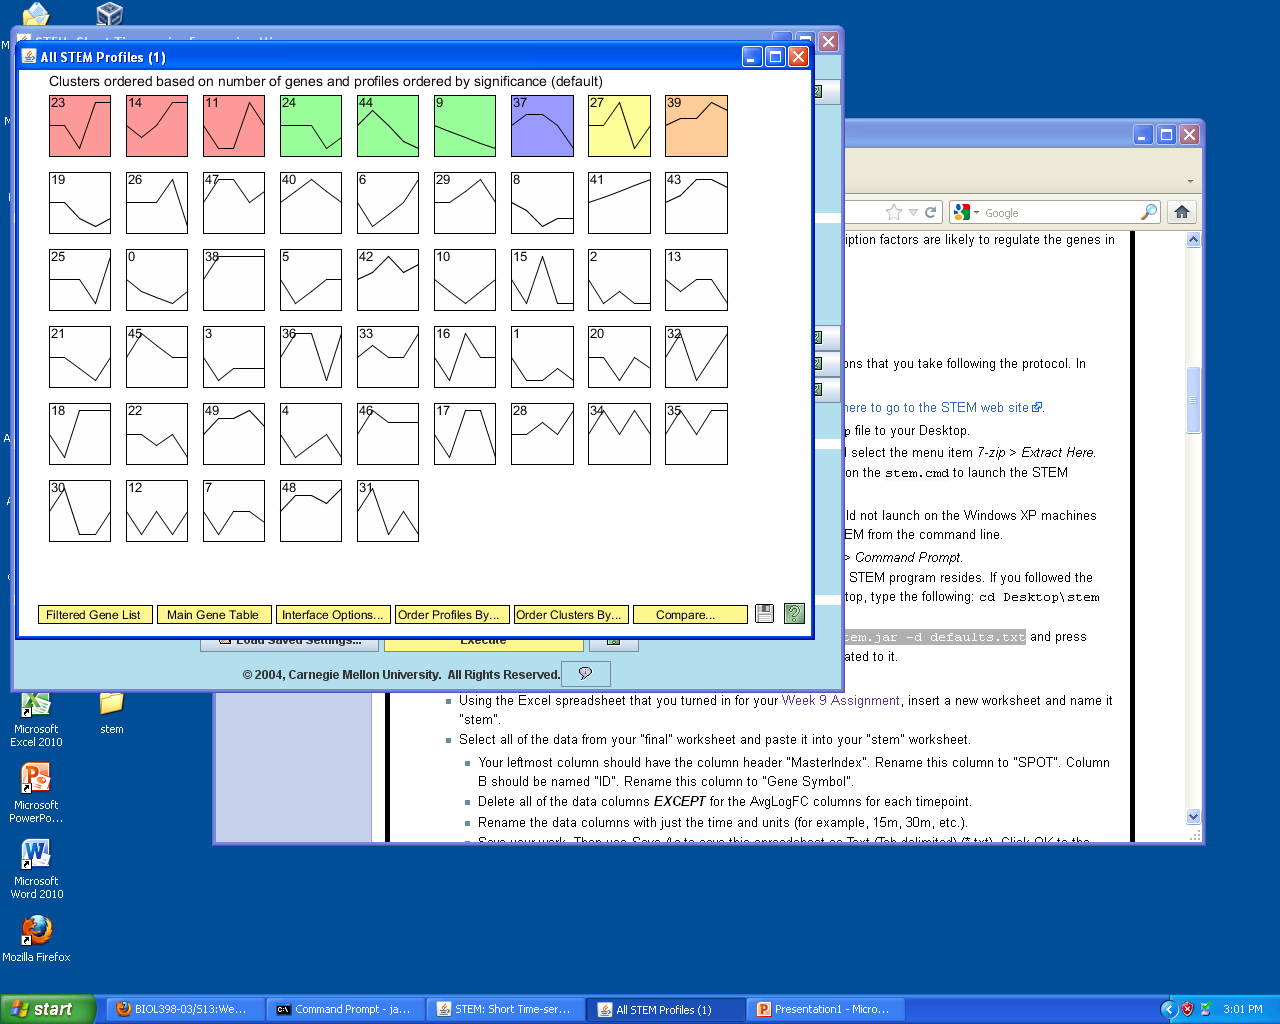 All STEM Profiles (1)
Clusters ordered based on number of genes and profiles ordered by significance (default)
23 14 11 24 44 9 37 27 39
19 26 47 40 6 29 8 41 43
25 0 38 5 42 10 15 2 13
21 45 3 36 33 16 1 20 32
18 22 49 4 46 17 28 34 35
30 12 7 48 31
Filtered Gene List Main Gene Table Interface Options... Order Profiles By... Order Clusters By... Compare...
Execute
© 2004, Carnegie Mellon University. All Rights Reserved.
Google
iption factors are likely to regulate the genes in
ons that you take following the protocol. In
here to go to the STEM web site.
file to your Desktop.
select the menu item 7-zip > Extract Here.
on the stem.cmd to launch the STEM
ld not launch on the Windows XP machines
EM from the command line.
> Command Prompt.
STEM program resides. If you followed the
top, type the following: cd Desktop\stem
tem.jar -d defaults.txt and press
ated to it.
Using the Excel spreadsheet that you turned in for your Week 9 Assignment, insert a new worksheet and name it
"stem".
Select all of the data from your "final" worksheet and paste it into your "stem" worksheet.
Your leftmost column should have the column header "MasterIndex". Rename this column to "SPOT". Column
B should be named "ID". Rename this column to "Gene Symbol".
Delete all of the data columns EXCEPT for the AvgLogFC columns for each timepoint.
Rename the data columns with just the time and units (for example, 15m, 30m, etc.).
Microsoft
Excel 2010
stem
Microsoft
PowerPo...
Microsoft
Word 2010
Mozilla Firefox
start
BIOL398-03/S13:We...
Command Prompt - ja...
STEM: Short Time-ser...
All STEM Profiles (1)
Presentation1 - Micro...
3:01 PM